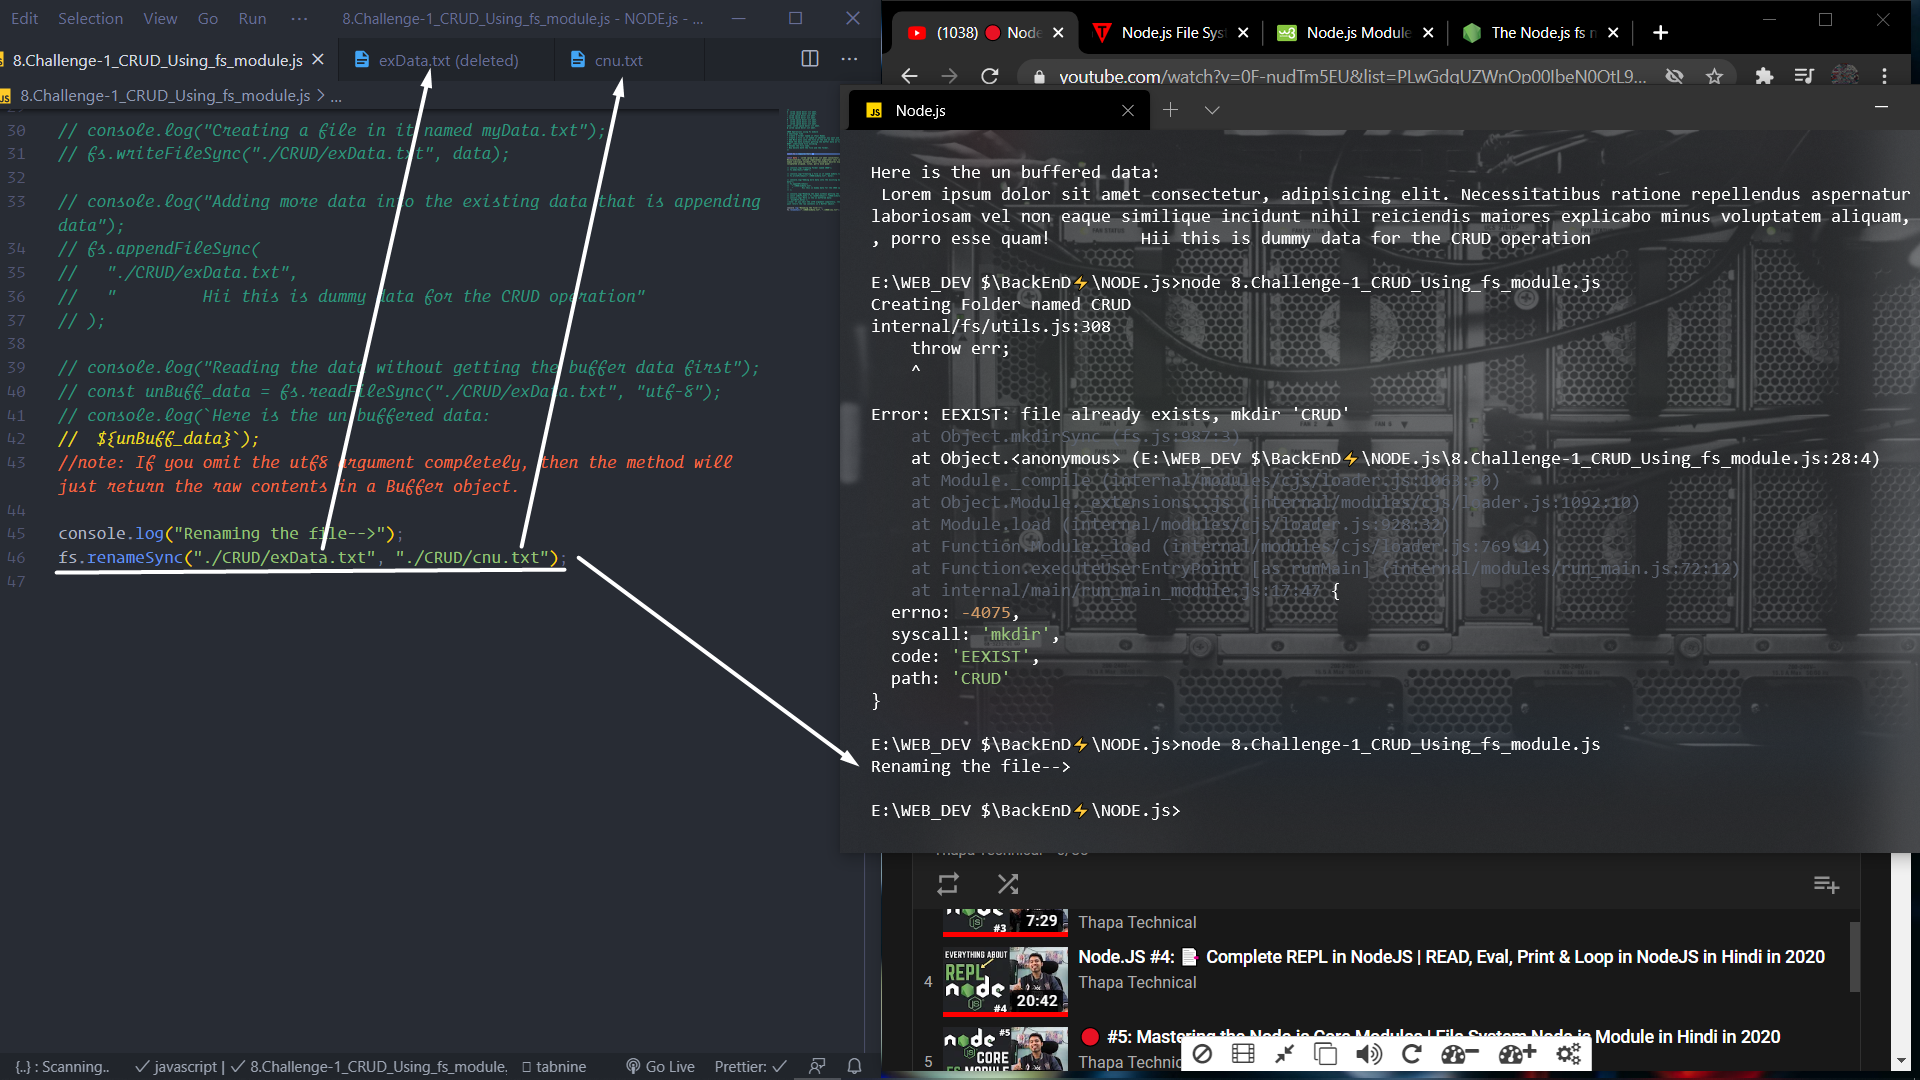 Edit Selection View Go Run ··· 8.Challenge-1_CRUD_Using_fs_module.js - NODE.js - ...
8.Challenge-1_CRUD_Using_fs_module.js exData.txt (deleted) cnu.txt
8.Challenge-1_CRUD_Using_fs_module.js > ...
30 // console.log("Creating a file in it named myData.txt");
31 // fs.writeFileSync("./CRUD/exData.txt", data);
32
33 // console.log("Adding more data into the existing data that is appending
data");
34 // fs.appendFileSync(
35 //   "./CRUD/exData.txt",
36 //   "         Hii this is dummy data for the CRUD operation"
37 // );
38
39 // console.log("Reading the data without getting the buffer data first");
40 // const unBuff_data = fs.readFileSync("./CRUD/exData.txt", "utf-8");
41 // console.log(`Here is the un buffered data:
42 //  ${unBuff_data}`);
43 //note: If you omit the utf8 argument completely, then the method will
just return the raw contents in a Buffer object.
44
45 console.log("Renaming the file-->");
46 fs.renameSync("./CRUD/exData.txt", "./CRUD/cnu.txt");
47
{..} : Scanning.. javascript | 8.Challenge-1_CRUD_Using_fs_module. tabnine Go Live Prettier:
(1038) Node Node.js File Sys Node.js Module The Node.js fs m
youtube.com/watch?v=0F-nudTm5EU&list=PLwGdqUZWnOp00IbeN0OtL9...
JS Node.js
Here is the un buffered data:
 Lorem ipsum dolor sit amet consectetur, adipisicing elit. Necessitatibus ratione repellendus aspernatur
laboriosam vel non eaque similique incidunt nihil reiciendis maiores explicabo minus voluptatem aliquam,
, porro esse quam!         Hii this is dummy data for the CRUD operation
E:\WEB_DEV $\BackEnD⚡\NODE.js>node 8.Challenge-1_CRUD_Using_fs_module.js
Creating Folder named CRUD
internal/fs/utils.js:308
    throw err;
    ^
Error: EEXIST: file already exists, mkdir 'CRUD'
    at Object.mkdirSync (fs.js:987:3)
    at Object.<anonymous> (E:\WEB_DEV $\BackEnD⚡\NODE.js\8.Challenge-1_CRUD_Using_fs_module.js:28:4)
    at Module._compile (internal/modules/cjs/loader.js:1063:30)
    at Object.Module._extensions..js (internal/modules/cjs/loader.js:1092:10)
    at Module.load (internal/modules/cjs/loader.js:928:32)
    at Function.Module._load (internal/modules/cjs/loader.js:769:14)
    at Function.executeUserEntryPoint [as runMain] (internal/modules/run_main.js:72:12)
    at internal/main/run_main_module.js:17:47 {
  errno: -4075,
  syscall: 'mkdir',
  code: 'EEXIST',
  path: 'CRUD'
}
E:\WEB_DEV $\BackEnD⚡\NODE.js>node 8.Challenge-1_CRUD_Using_fs_module.js
Renaming the file-->
E:\WEB_DEV $\BackEnD⚡\NODE.js>
node #3 7:29 Thapa Technical
4 EVERYTHING ABOUT REPL node JS #4 20:42
Node.JS #4: Complete REPL in NodeJS | READ, Eval, Print & Loop in NodeJS in Hindi in 2020
Thapa Technical
5 node #5 CORE
#5: Mastering the Node.js Core Modules | File System Node.js Module in Hindi in 2020
Thapa Technic